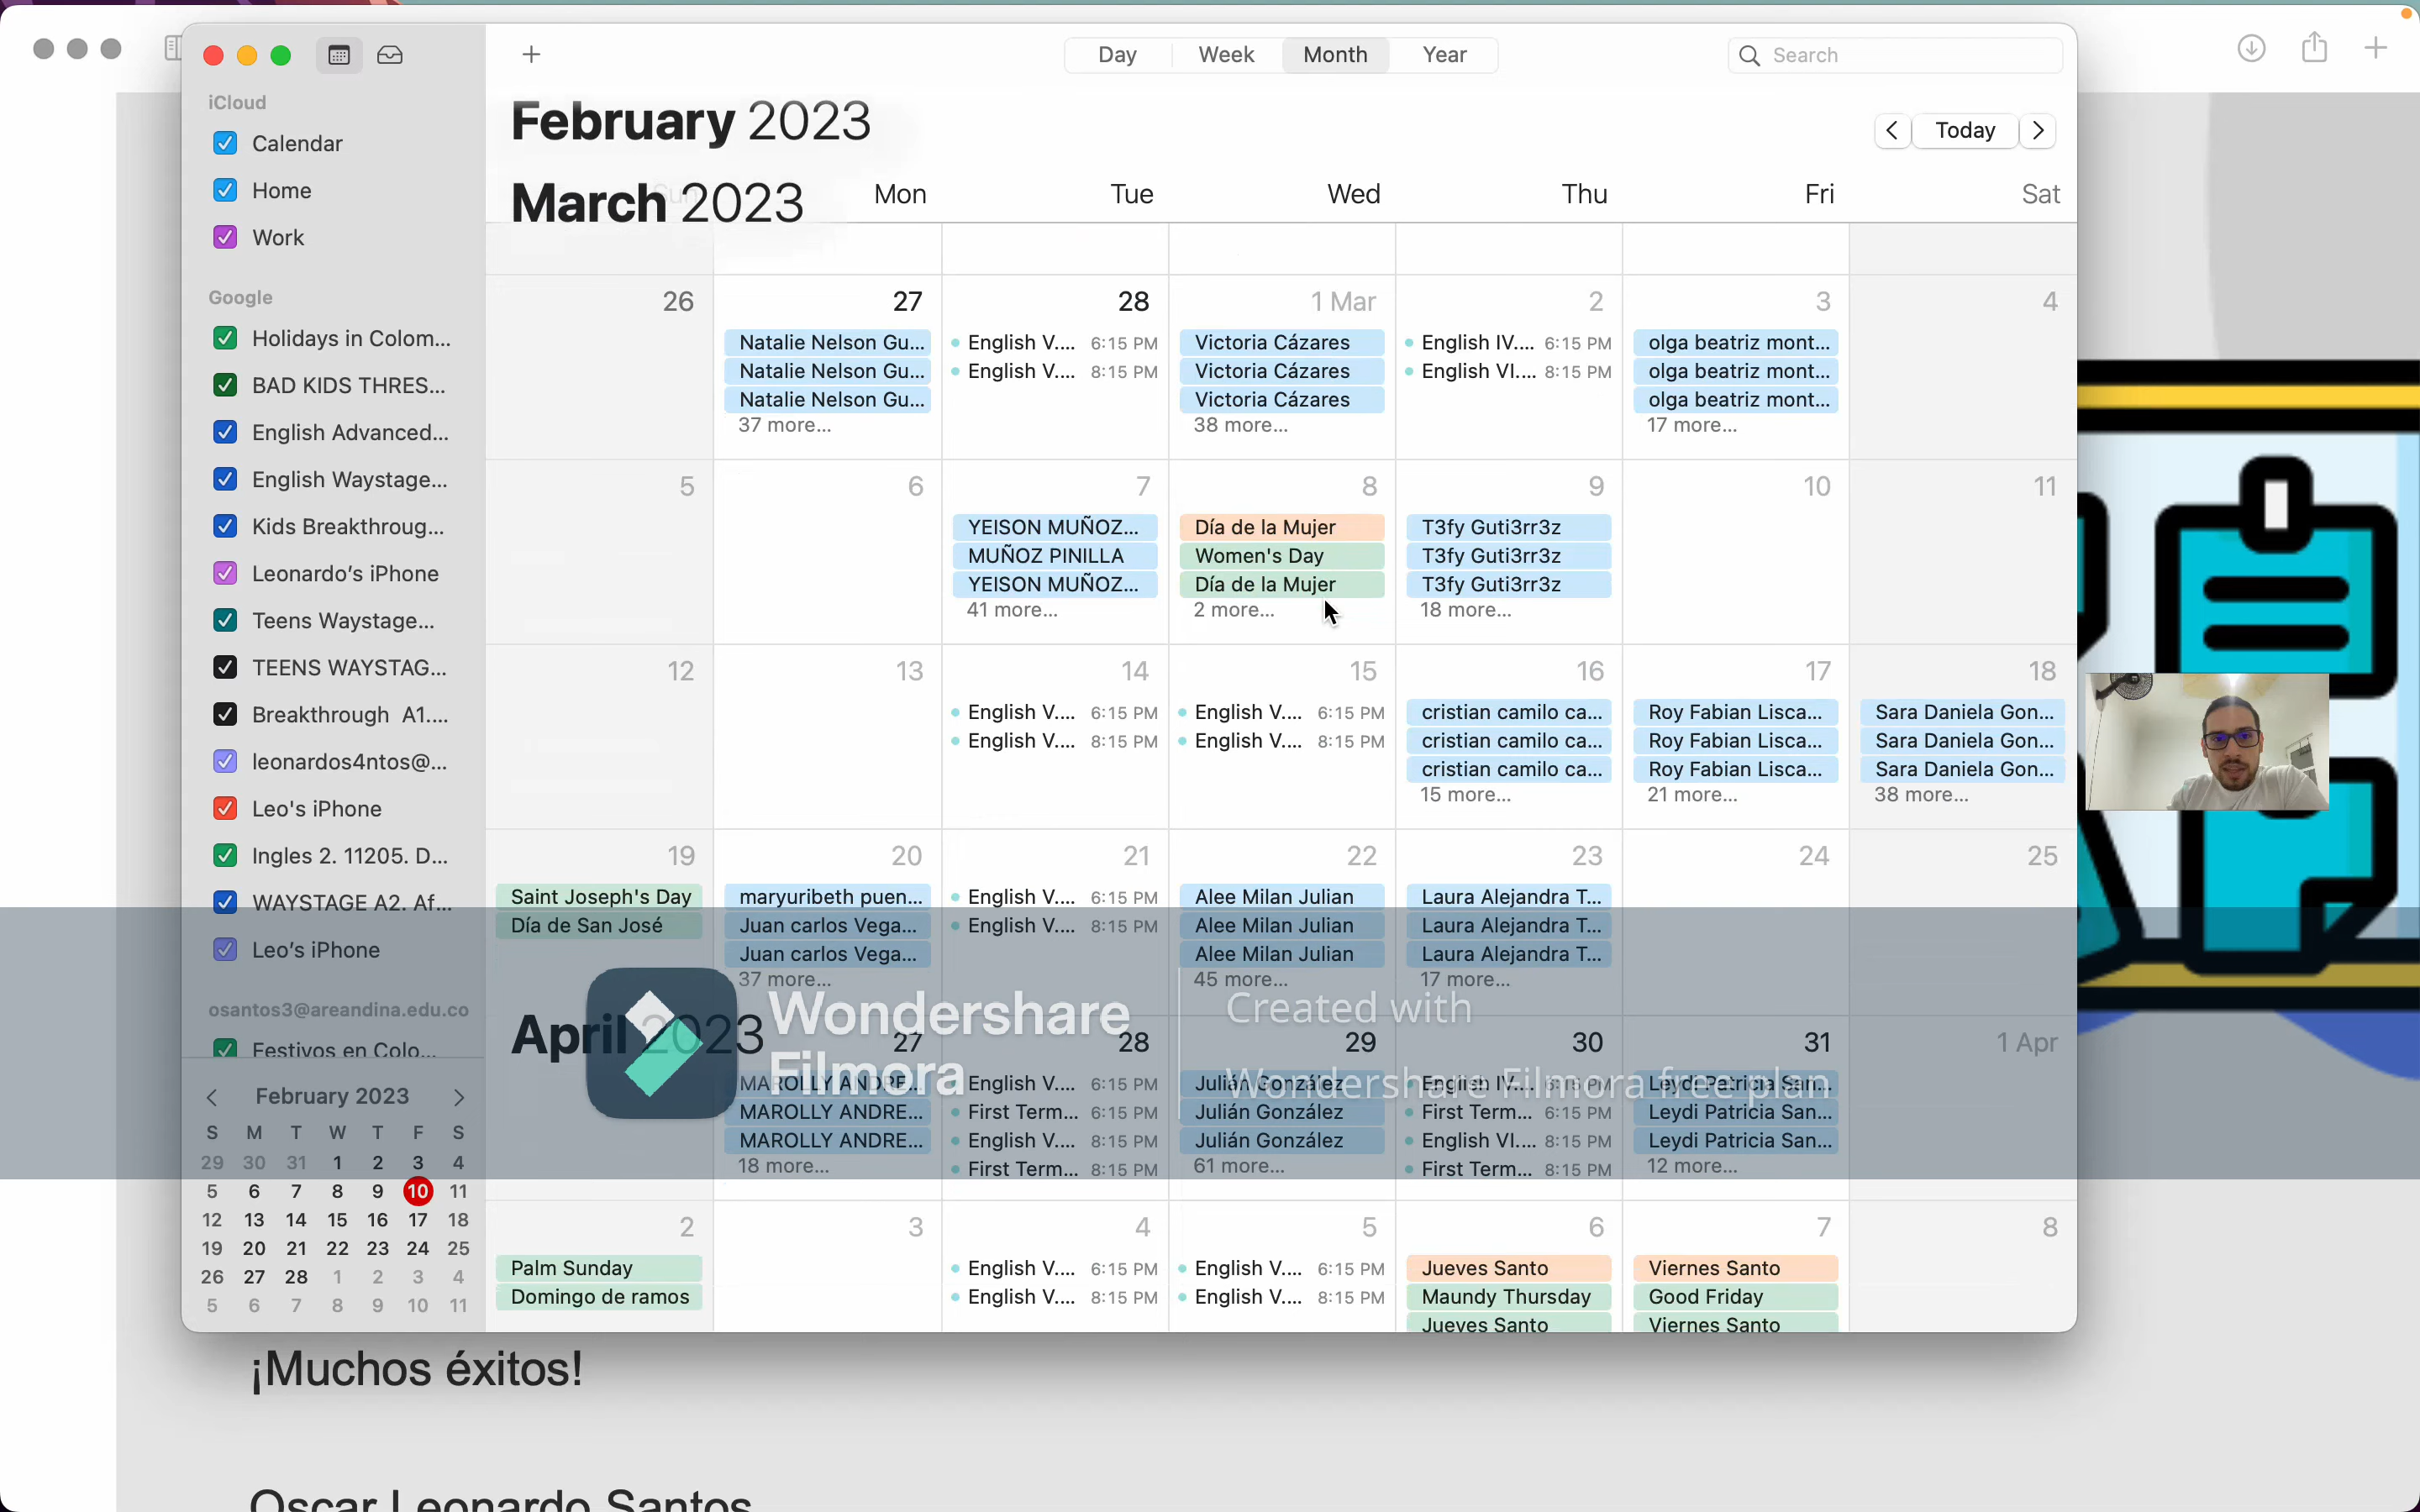 Day Week Month Year
Search
February 2023
Today
March 2023
Mon Tue Wed Thu Fri Sat
iCloud
Calendar
Home
Work
Google
Holidays in Colom...
BAD KIDS THRES...
English Advanced...
English Waystage...
Kids Breakthroug...
Leonardo's iPhone
Teens Waystage...
TEENS WAYSTAG...
Breakthrough A1....
leonardos4ntos@...
Leo's iPhone
Ingles 2. 11205. D...
WAYSTAGE A2. Af...
Leo's iPhone
osantos3@areandina.edu.co
Festivos en Colo...
February 2023
S M T W T F S
29 30 31 1 2 3 4
5 6 7 8 9 10 11
12 13 14 15 16 17 18
19 20 21 22 23 24 25
26 27 28 1 2 3 4
5 6 7 8 9 10 11
26 27 28 1 Mar 2 3 4
Natalie Nelson Gu... English V.... 6:15 PM Victoria Cázares English IV.... 6:15 PM olga beatriz mont...
Natalie Nelson Gu... English V.... 8:15 PM Victoria Cázares English VI.... 8:15 PM olga beatriz mont...
Natalie Nelson Gu... Victoria Cázares olga beatriz mont...
37 more... 38 more... 17 more...
5 6 7 8 9 10 11
YEISON MUÑOZ... Día de la Mujer T3fy Guti3rr3z
MUÑOZ PINILLA Women's Day T3fy Guti3rr3z
YEISON MUÑOZ... Día de la Mujer T3fy Guti3rr3z
41 more... 2 more... 18 more...
12 13 14 15 16 17 18
English V.... 6:15 PM English V.... 6:15 PM cristian camilo ca... Roy Fabian Lisca... Sara Daniela Gon...
English V.... 8:15 PM English V.... 8:15 PM cristian camilo ca... Roy Fabian Lisca... Sara Daniela Gon...
cristian camilo ca... Roy Fabian Lisca... Sara Daniela Gon...
15 more... 21 more... 38 more...
19 20 21 22 23 24 25
Saint Joseph's Day maryuribeth puen... English V.... 6:15 PM Alee Milan Julian Laura Alejandra T...
Día de San José Juan carlos Vega... English V.... 8:15 PM Alee Milan Julian Laura Alejandra T...
Juan carlos Vega... Alee Milan Julian Laura Alejandra T...
37 more... 45 more... 17 more...
April 2023 27 28 29 30 31 1 Apr
MAROLLY ANDRE... English V.... 6:15 PM Julián González English IV.... 6:15 PM Leydi Patricia San...
MAROLLY ANDRE... First Term... 6:15 PM Julián González First Term... 6:15 PM Leydi Patricia San...
MAROLLY ANDRE... English V.... 8:15 PM Julián González English VI.... 8:15 PM Leydi Patricia San...
18 more... First Term... 8:15 PM 61 more... First Term... 8:15 PM 12 more...
2 3 4 5 6 7 8
Palm Sunday English V.... 6:15 PM English V.... 6:15 PM Jueves Santo Viernes Santo
Domingo de ramos English V.... 8:15 PM English V.... 8:15 PM Maundy Thursday Good Friday
Jueves Santo Viernes Santo
Wondershare
Filmora
Created with
Wondershare Filmora free plan
¡Muchos éxitos!
Oscar Leonardo Santos